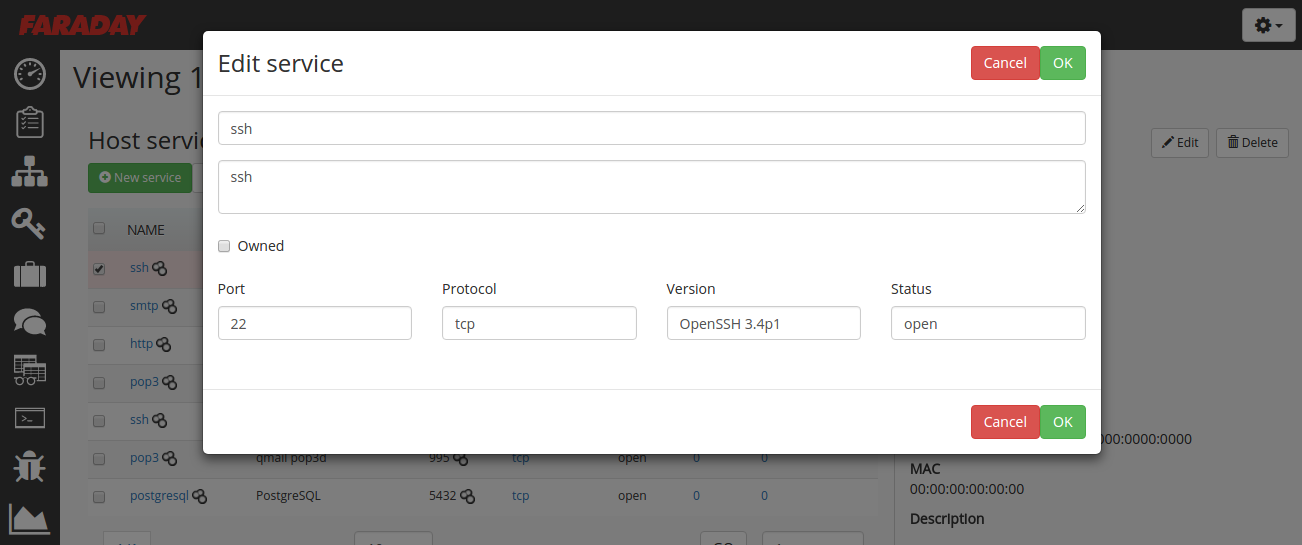 FARADAY
Edit service
Cancel OK
Viewing 1
ssh
Host servi
Edit Delete
ssh
New service
NAME
Owned
ssh
Port Protocol Version Status
smtp
22 tcp OpenSSH 3.4p1 open
http
pop3
ssh
Cancel OK
000:0000:0000
pop3 qmail pop3d 995 tcp open 0 0
MAC
00:00:00:00:00:00
postgresql PostgreSQL 5432 tcp open 0 0
Description